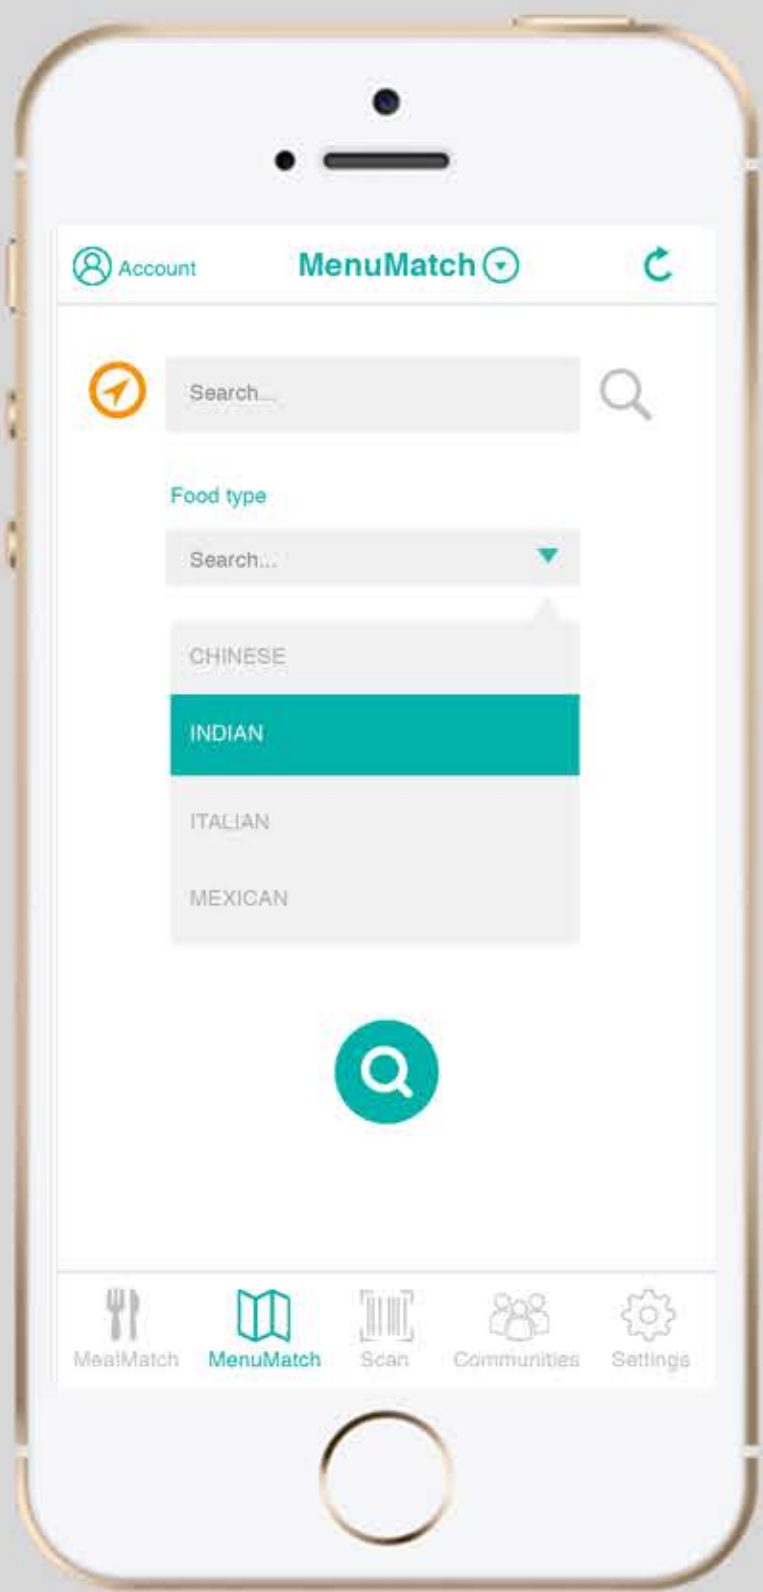 Account MenuMatch
Search...
Food type
Search...
CHINESE
INDIAN
ITALIAN
MEXICAN
MealMatch MenuMatch Scan Communities Settings